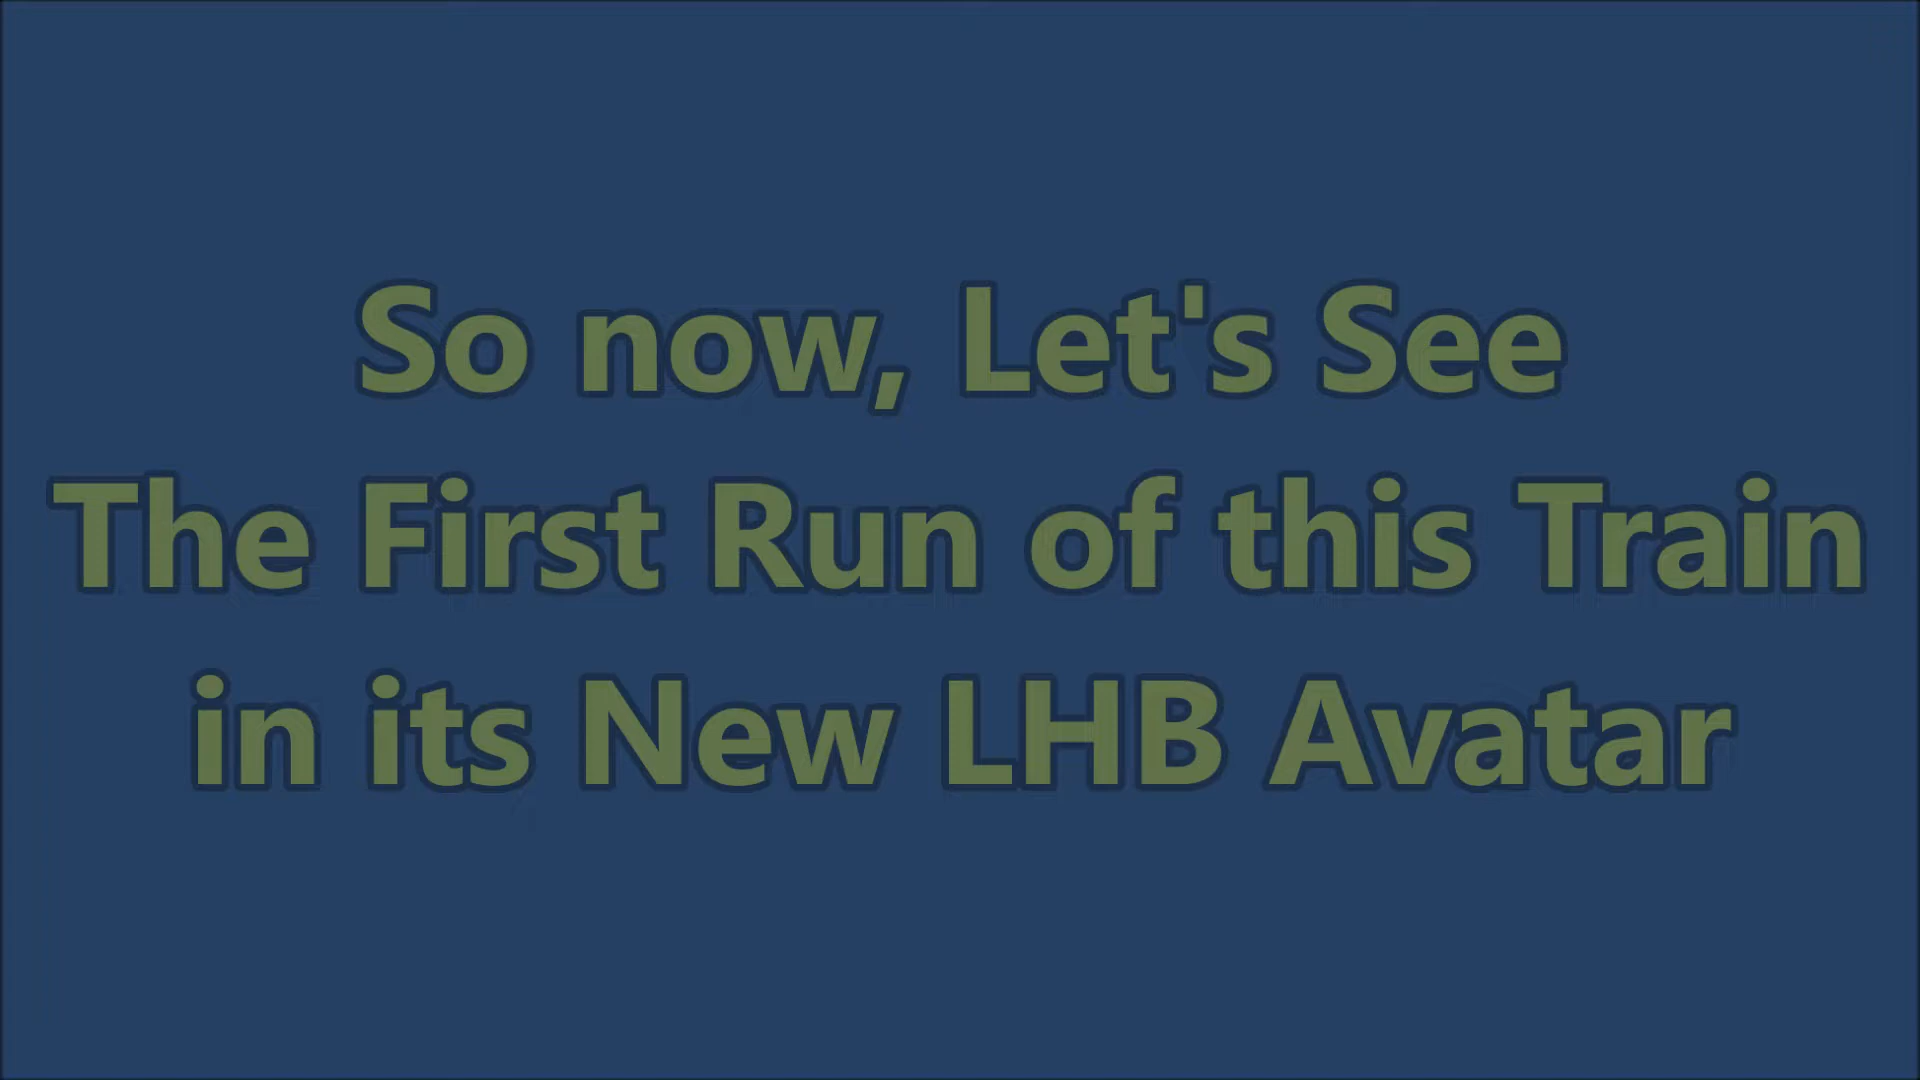 So now, Let's See
The First Run of this Train
in its New LHB Avatar